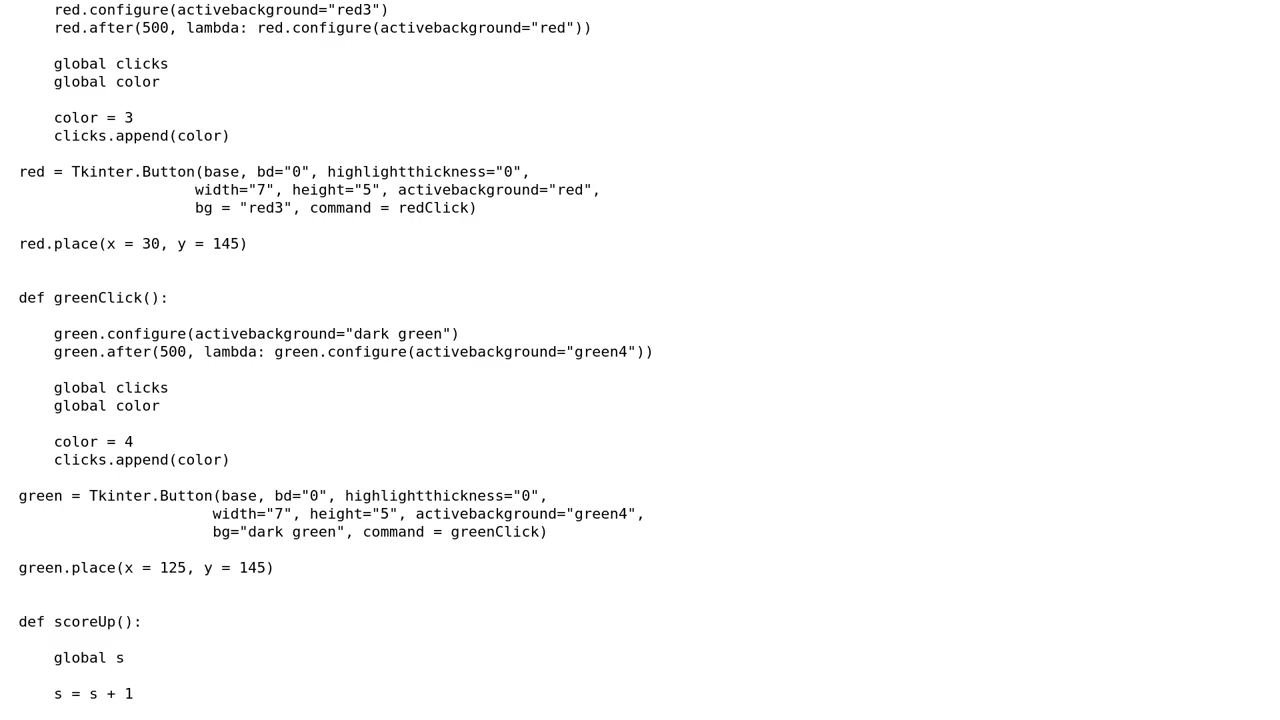 red.configure(activebackground="red3")
    red.after(500, lambda: red.configure(activebackground="red"))

    global clicks
    global color

    color = 3
    clicks.append(color)

red = Tkinter.Button(base, bd="0", highlightthickness="0",
                    width="7", height="5", activebackground="red",
                    bg = "red3", command = redClick)

red.place(x = 30, y = 145)


def greenClick():

    green.configure(activebackground="dark green")
    green.after(500, lambda: green.configure(activebackground="green4"))

    global clicks
    global color

    color = 4
    clicks.append(color)

green = Tkinter.Button(base, bd="0", highlightthickness="0",
                      width="7", height="5", activebackground="green4",
                      bg="dark green", command = greenClick)

green.place(x = 125, y = 145)


def scoreUp():

    global s

    s = s + 1